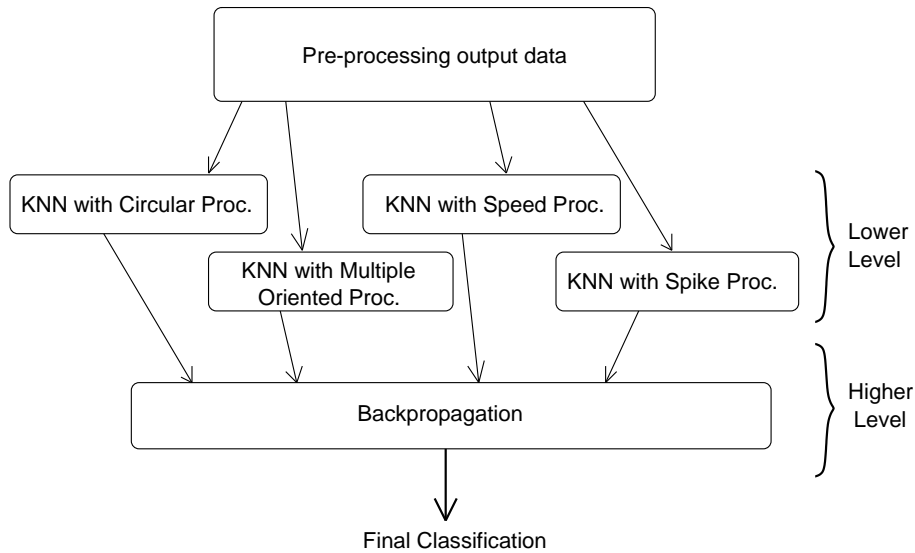 Pre-processing output data
KNN with Circular Proc.
KNN with Speed Proc.
KNN with Multiple
Oriented Proc.
KNN with Spike Proc.
Lower
Level
Backpropagation
Higher
Level
Final Classification